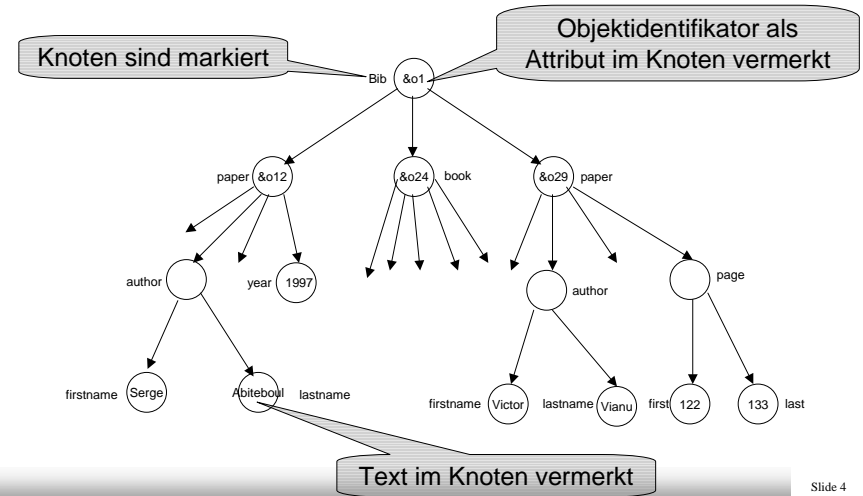 Knoten sind markiert
Objektidentifikator als
Attribut im Knoten vermerkt
Bib &o1
paper &o12
&o24 book
&o29 paper
author
year 1997
author
page
firstname Serge
Abiteboul lastname
firstname Victor
lastname Vianu
first 122
133 last
Text im Knoten vermerkt
Slide 4